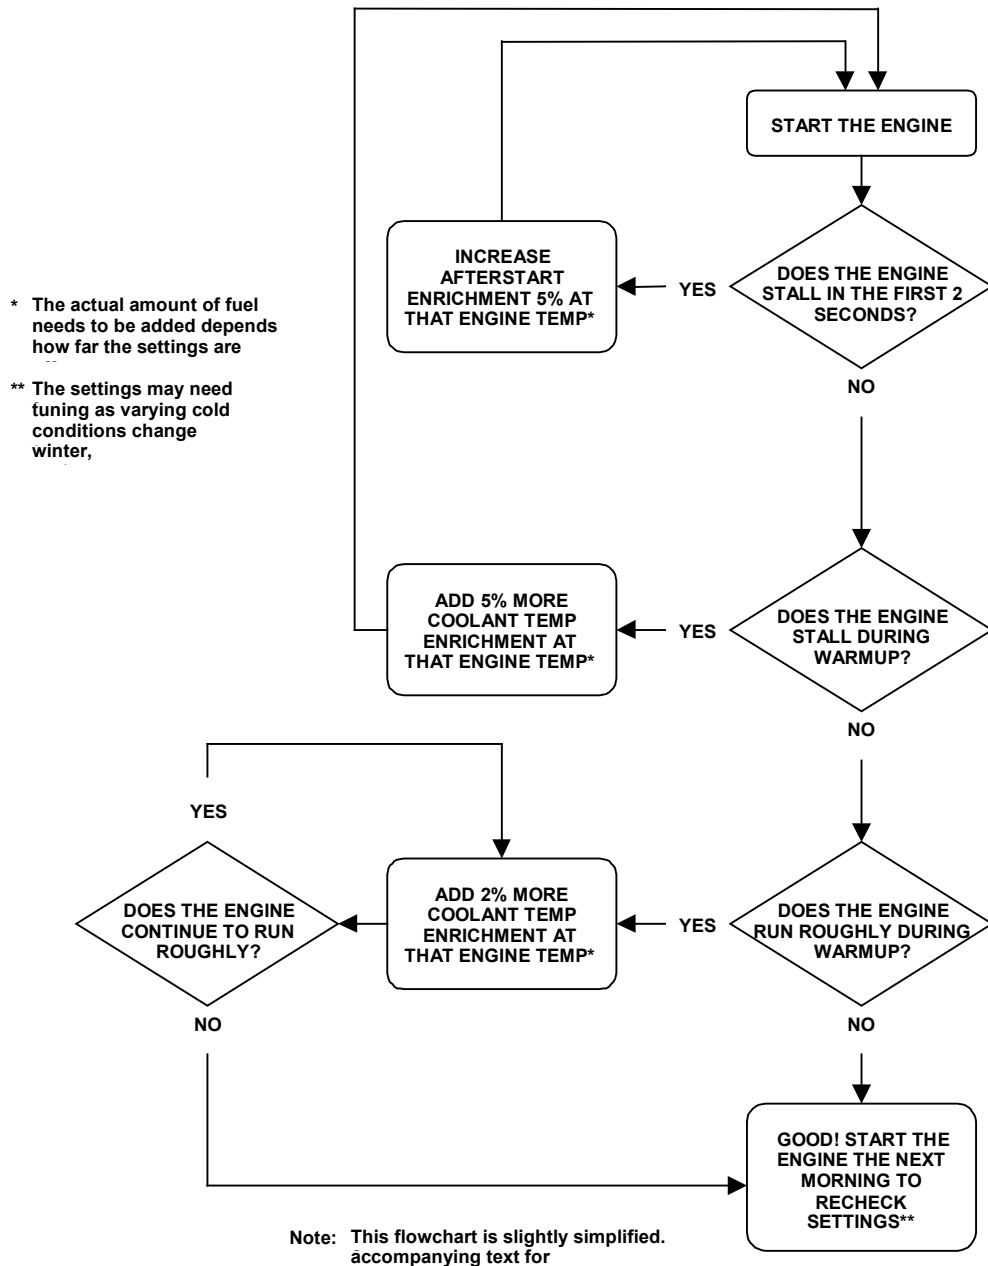 START THE ENGINE
INCREASE
AFTERSTART
ENRICHMENT 5% AT
THAT ENGINE TEMP*
YES
DOES THE ENGINE
STALL IN THE FIRST 2
SECONDS?
* The actual amount of fuel
needs to be added depends
how far the settings are
** The settings may need
tuning as varying cold
conditions change
winter,
NO
ADD 5% MORE
COOLANT TEMP
ENRICHMENT AT
THAT ENGINE TEMP*
YES
DOES THE ENGINE
STALL DURING
WARMUP?
NO
YES
DOES THE ENGINE
CONTINUE TO RUN
ROUGHLY?
ADD 2% MORE
COOLANT TEMP
ENRICHMENT AT
THAT ENGINE TEMP*
YES
DOES THE ENGINE
RUN ROUGHLY DURING
WARMUP?
NO
NO
GOOD! START THE
ENGINE THE NEXT
MORNING TO
RECHECK
SETTINGS**
Note: This flowchart is slightly simplified.
accompanying text for